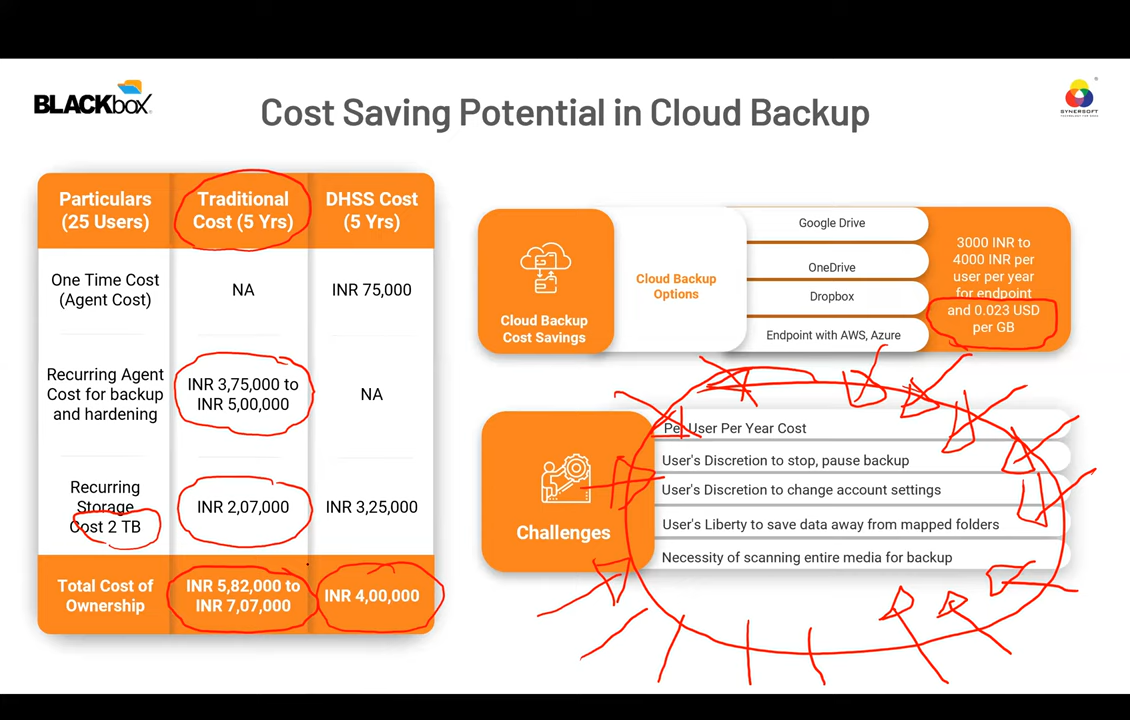 BLACKbox
Cost Saving Potential in Cloud Backup
SYNERSOFT
Particulars
(25 Users)
Traditional
Cost (5 Yrs)
DHSS Cost
(5 Yrs)
One Time Cost
(Agent Cost)
NA
INR 75,000
Recurring Agent
Cost for backup
and hardening
INR 3,75,000 to
INR 5,00,000
NA
Recurring
Storage
Cost 2 TB
INR 2,07,000
INR 3,25,000
Total Cost of
Ownership
INR 5,82,000 to
INR 7,07,000
INR 4,00,000
Cloud Backup
Cost Savings
Cloud Backup
Options
Google Drive
OneDrive
Dropbox
Endpoint with AWS, Azure
3000 INR to
4000 INR per
user per year
for endpoint
and 0.023 USD
per GB
Challenges
Per User Per Year Cost
User's Discretion to stop, pause backup
User's Discretion to change account settings
User's Liberty to save data away from mapped folders
Necessity of scanning entire media for backup